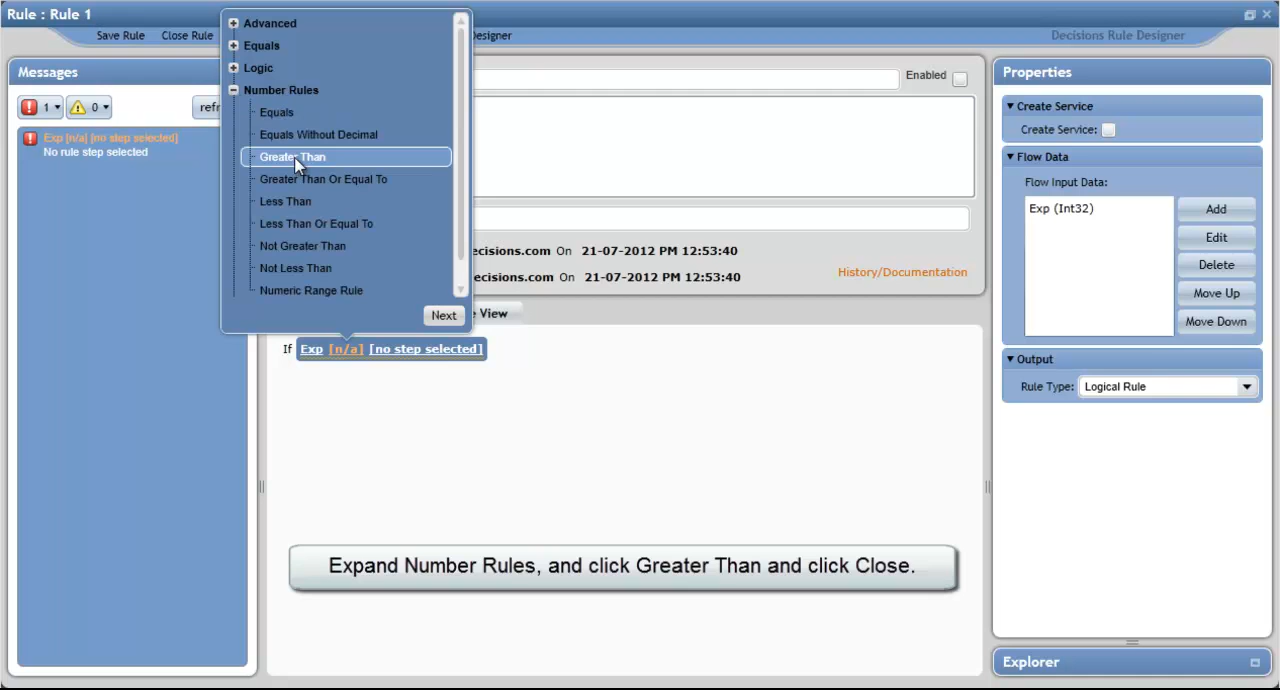 Rule : Rule 1
Save Rule
Close Rule
Designer
Decisions Rule Designer
Messages
1
0
refr
Exp [n/a] [no step selected]
No rule step selected
Advanced
Equals
Logic
Number Rules
Equals
Equals Without Decimal
Greater Than
Greater Than Or Equal To
Less Than
Less Than Or Equal To
Not Greater Than
Not Less Than
Numeric Range Rule
Next
Enabled
ecisions.com On 21-07-2012 PM 12:53:40
ecisions.com On 21-07-2012 PM 12:53:40
History/Documentation
View
If Exp [n/a] [no step selected]
Expand Number Rules, and click Greater Than and click Close.
Properties
Create Service
Create Service:
Flow Data
Flow Input Data:
Exp (Int32)
Add
Edit
Delete
Move Up
Move Down
Output
Rule Type: Logical Rule
Explorer